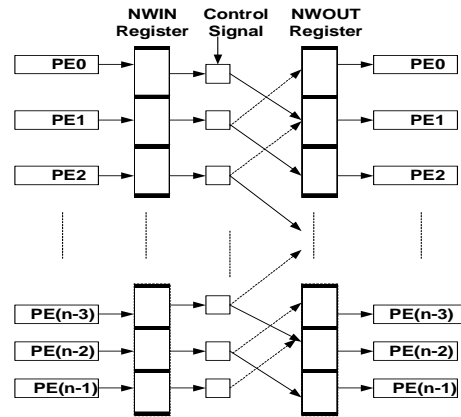 NWIN Control NWOUT
Register Signal Register
PE0 PE0
PE1 PE1
PE2 PE2
PE(n-3) PE(n-3)
PE(n-2) PE(n-2)
PE(n-1) PE(n-1)